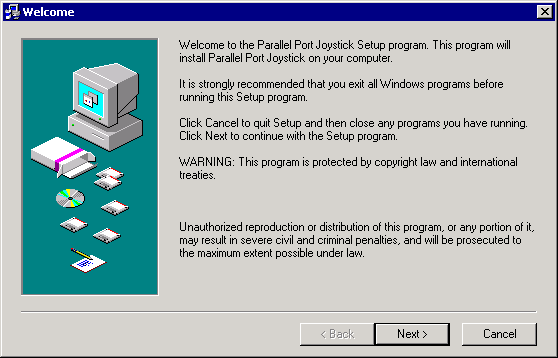 Welcome
Welcome to the Parallel Port Joystick Setup program. This program will
install Parallel Port Joystick on your computer.
It is strongly recommended that you exit all Windows programs before
running this Setup program.
Click Cancel to quit Setup and then close any programs you have running.
Click Next to continue with the Setup program.
WARNING: This program is protected by copyright law and international
treaties.
Unauthorized reproduction or distribution of this program, or any portion of it,
may result in severe civil and criminal penalties, and will be prosecuted to
the maximum extent possible under law.
< Back
Next >
Cancel